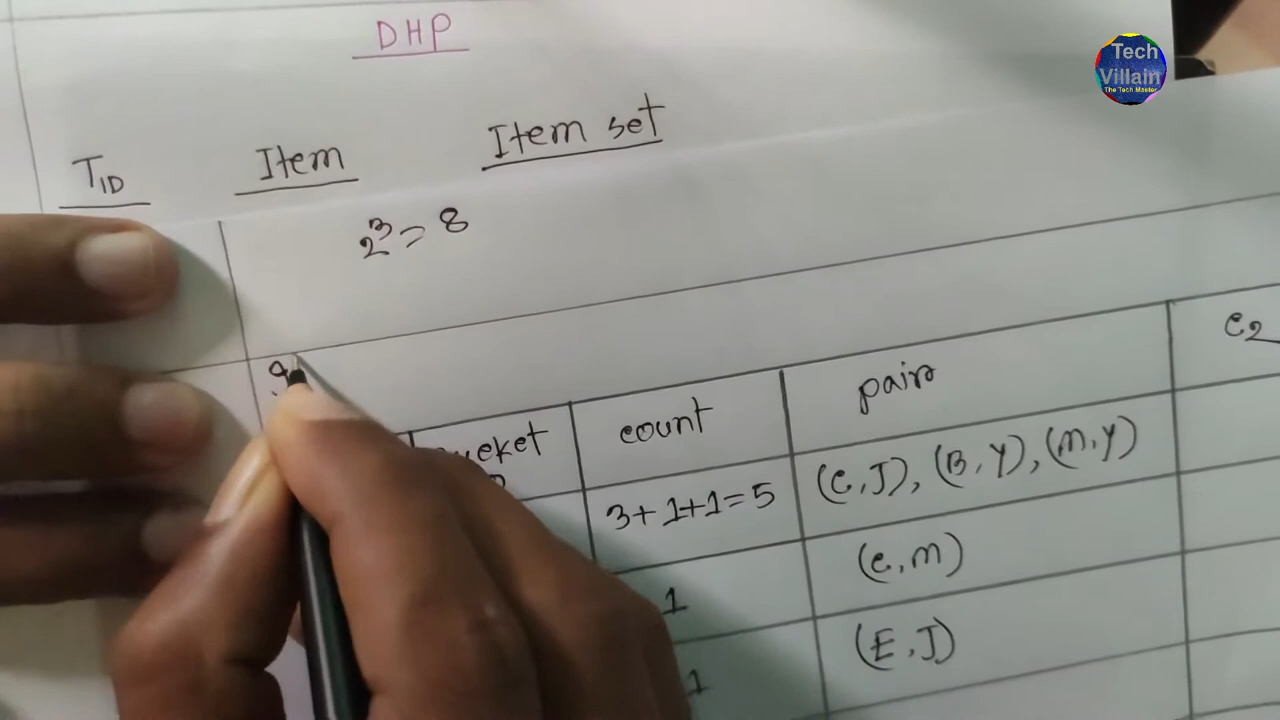 DHP
Tech
Villain
The Tech Master
TID Item Item set
2³ = 8
count pairs C2
3+1+1=5 (C,J), (B,Y), (M,Y)
1 (C,M)
1 (E,J)